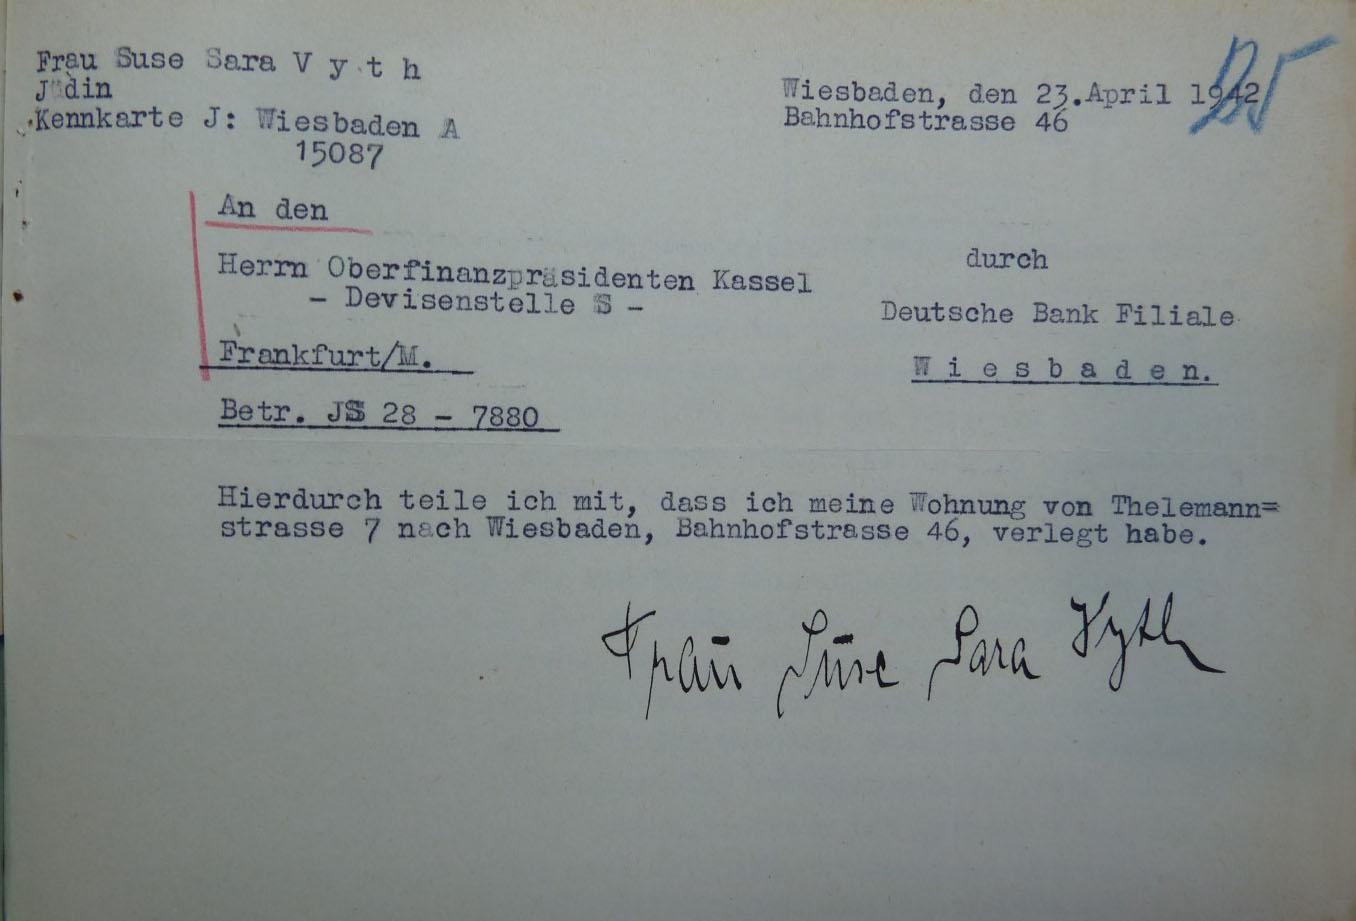 Frau Suse Sara V y t h
Jüdin
Kennkarte J: Wiesbaden A
15087
Wiesbaden, den 23.April 1942
Bahnhofstrasse 46
An den
Herrn Oberfinanzpräsidenten Kassel
- Devisenstelle S -
Frankfurt/M.
durch
Deutsche Bank Filiale
W i e s b a d e n.
Betr. JS 28 - 7880
Hierdurch teile ich mit, dass ich meine Wohnung von Thelemann=
strasse 7 nach Wiesbaden, Bahnhofstrasse 46, verlegt habe.
Frau Suse Sara Vyth